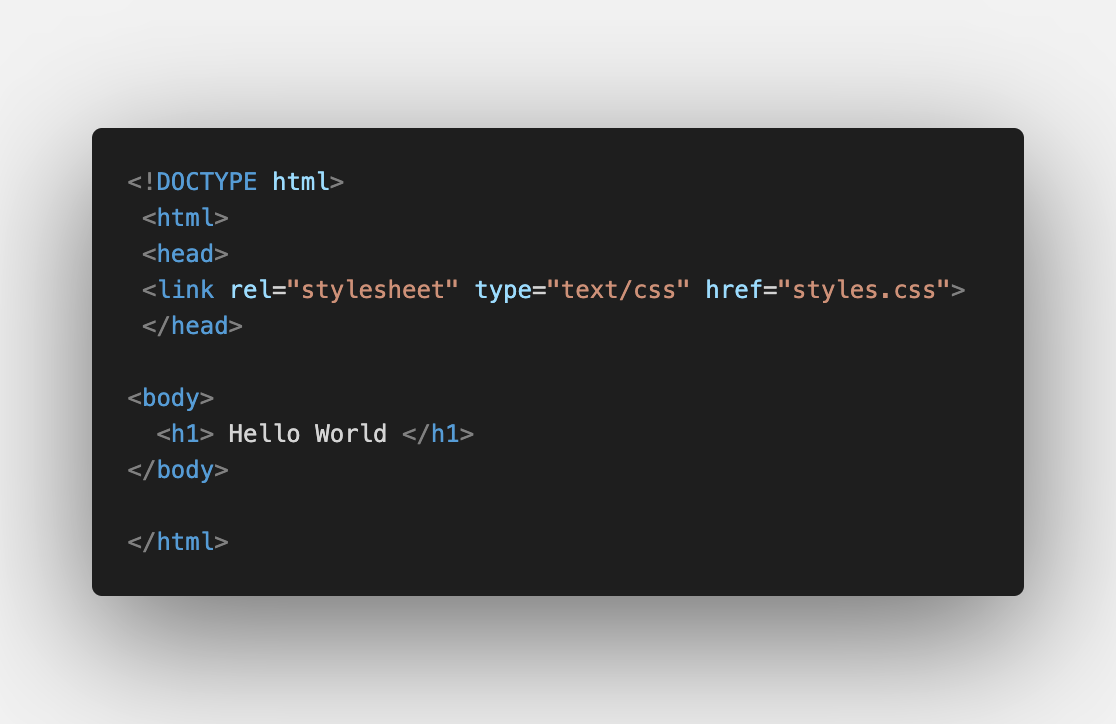 <!DOCTYPE html>
<html>
<head>
<link rel="stylesheet" type="text/css" href="styles.css">
</head>
<body>
<h1> Hello World </h1>
</body>
</html>